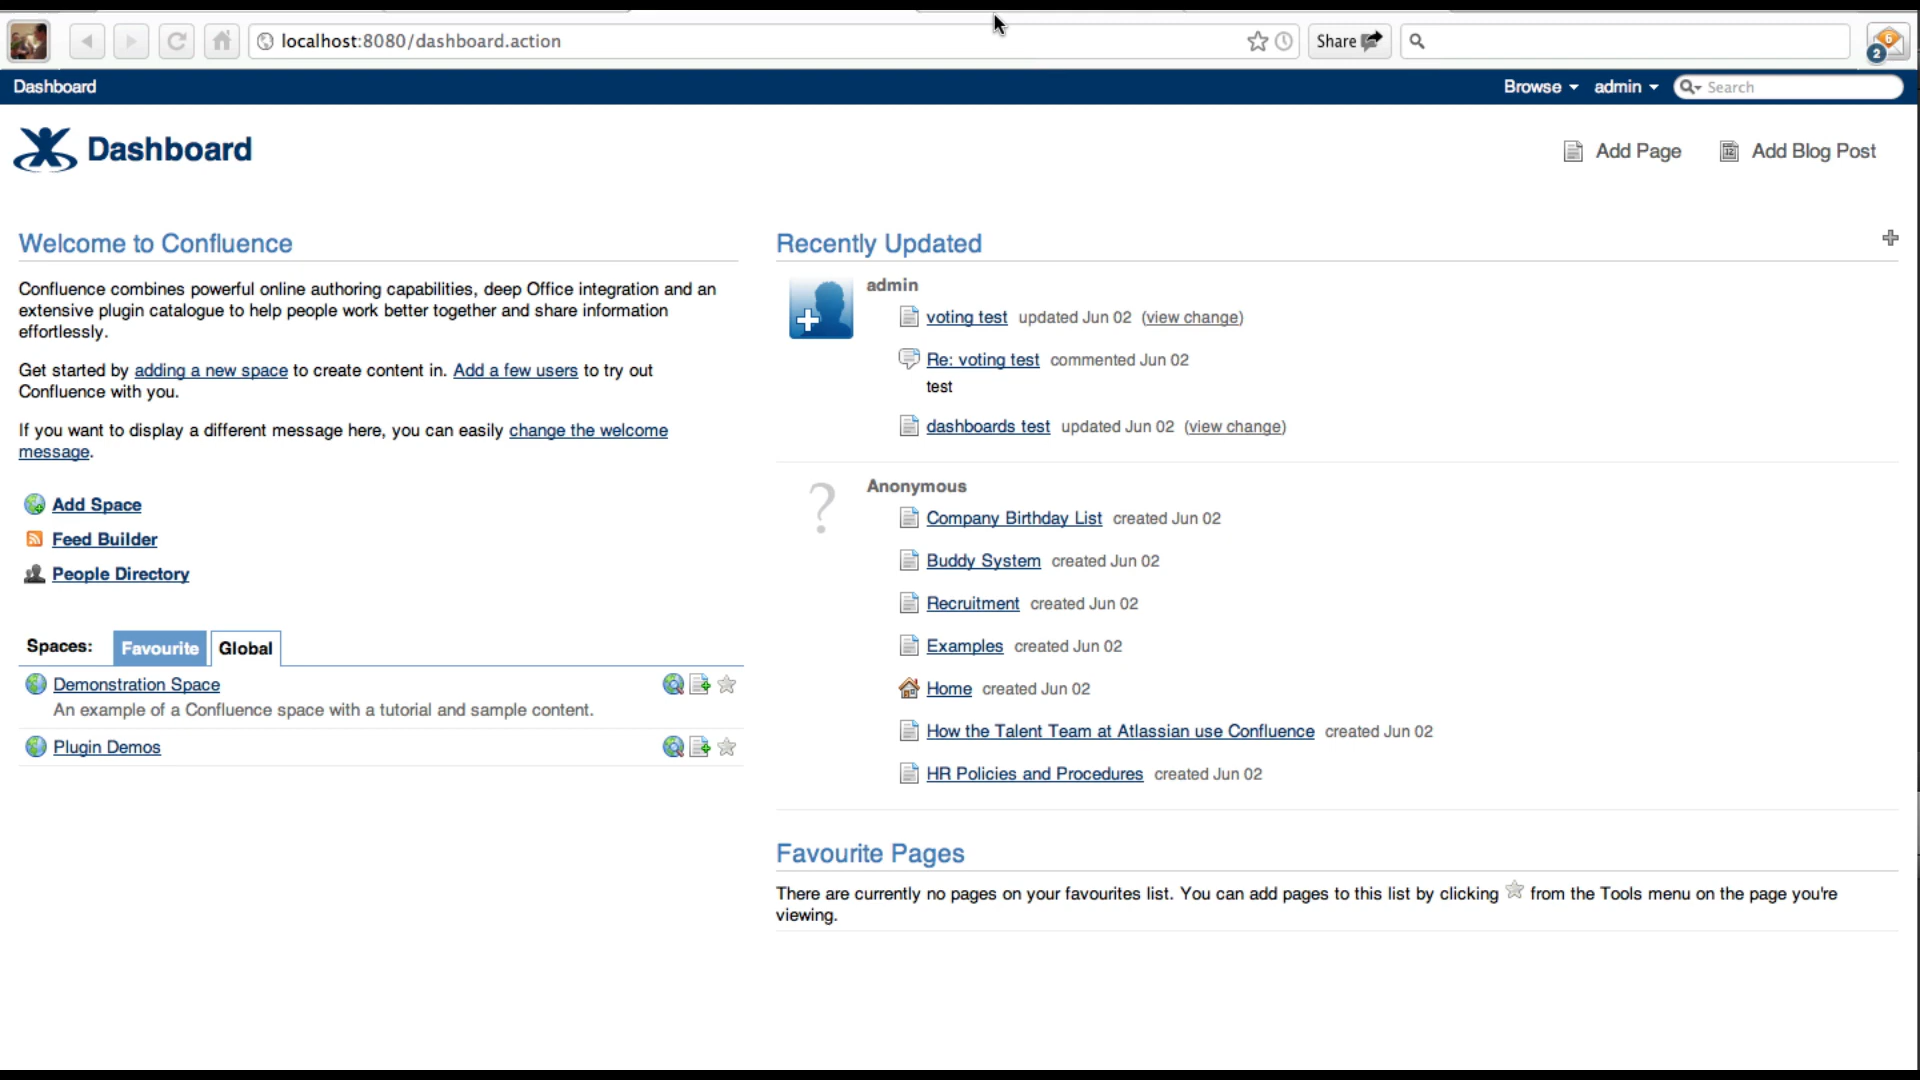 localhost:8080/dashboard.action
Share
6
2
Dashboard
Browse
admin
Search
Dashboard
12
Add Page
Add Blog Post
Welcome to Confluence
Confluence combines powerful online authoring capabilities, deep Office integration and an
extensive plugin catalogue to help people work better together and share information
effortlessly.
Get started by adding a new space to create content in. Add a few users to try out
Confluence with you.
If you want to display a different message here, you can easily change the welcome
message.
Add Space
Feed Builder
People Directory
Spaces:
Favourite
Global
Demonstration Space
An example of a Confluence space with a tutorial and sample content.
Plugin Demos
Recently Updated
admin
voting test updated Jun 02 (view change)
Re: voting test commented Jun 02
test
dashboards test updated Jun 02 (view change)
?
Anonymous
Company Birthday List created Jun 02
Buddy System created Jun 02
Recruitment created Jun 02
Examples created Jun 02
Home created Jun 02
How the Talent Team at Atlassian use Confluence created Jun 02
HR Policies and Procedures created Jun 02
Favourite Pages
There are currently no pages on your favourites list. You can add pages to this list by clicking from the Tools menu on the page you're
viewing.